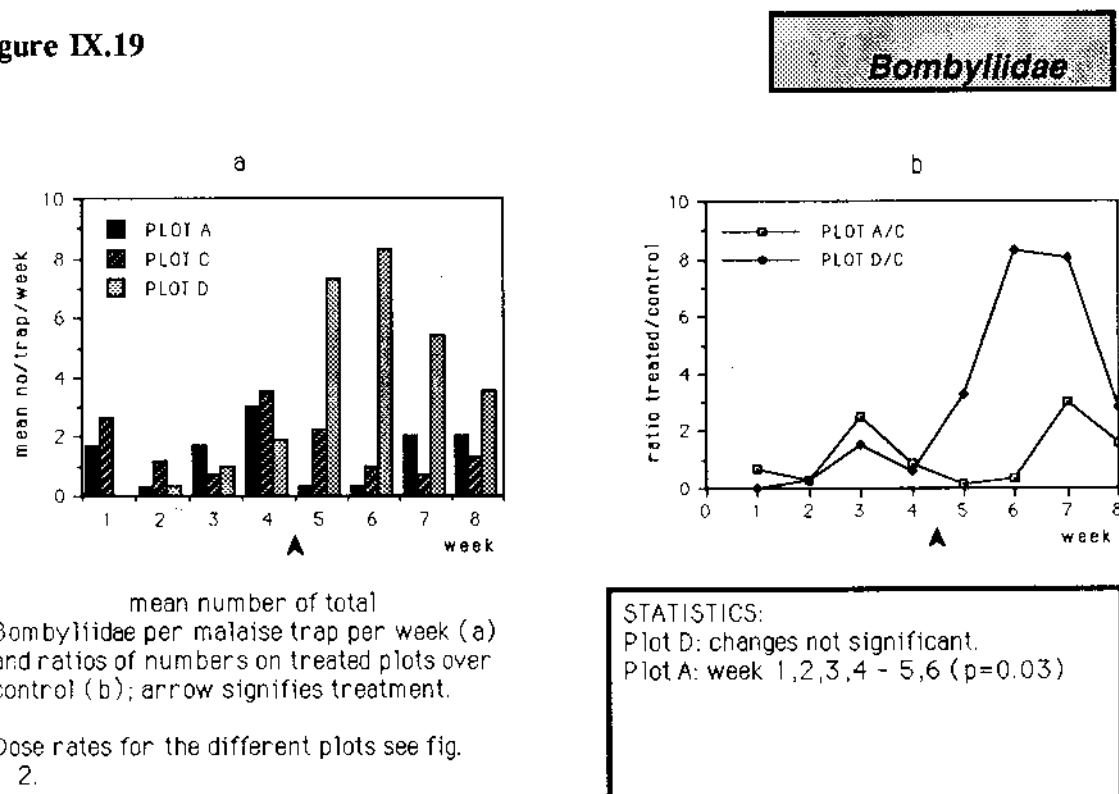 gure IX.19
Bombyliidae
a
10
8
6
4
2
0
mean no/trap/week
PLOT A
PLOT C
PLOT D
1 2 3 4 5 6 7 8
week
b
10
8
6
4
2
0
ratio treated/control
PLOT A/C
PLOT D/C
0 1 2 3 4 5 6 7 8
week
mean number of total
Bombyliidae per malaise trap per week (a)
and ratios of numbers on treated plots over
control (b); arrow signifies treatment.
Dose rates for the different plots see fig.
2.
STATISTICS:
Plot D: changes not significant.
Plot A: week 1,2,3,4 - 5,6 (p=0.03)